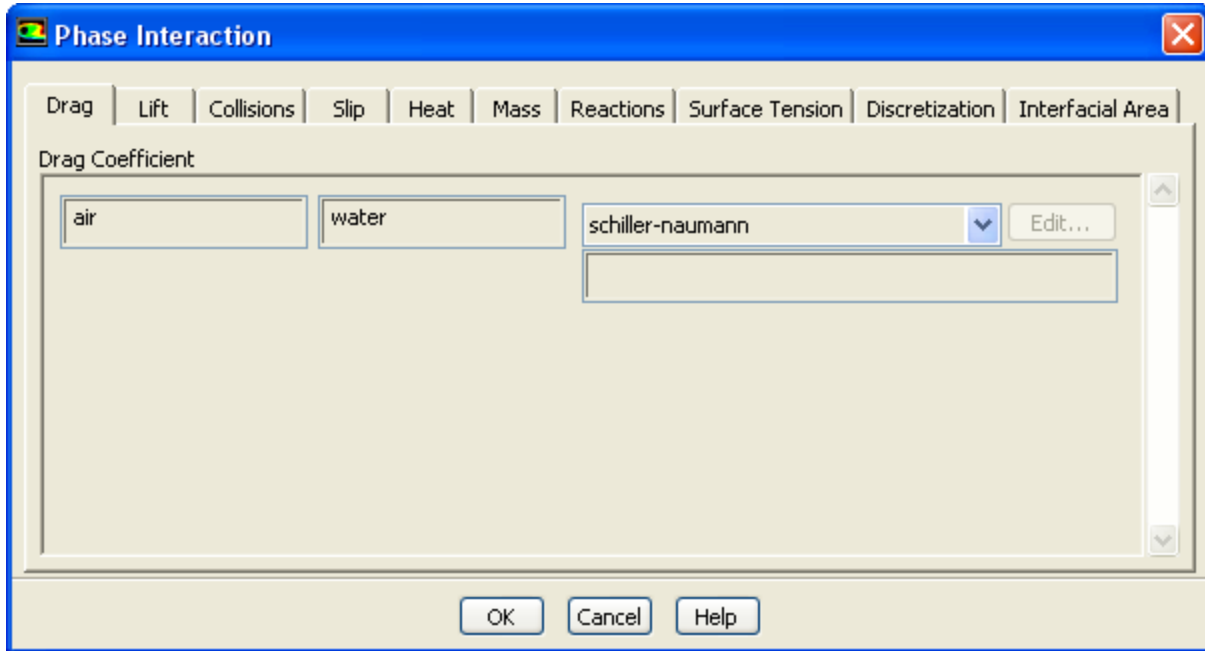 Phase Interaction
Drag Lift Collisions Slip Heat Mass Reactions Surface Tension Discretization Interfacial Area
Drag Coefficient
air water schiller-naumann Edit...
OK Cancel Help